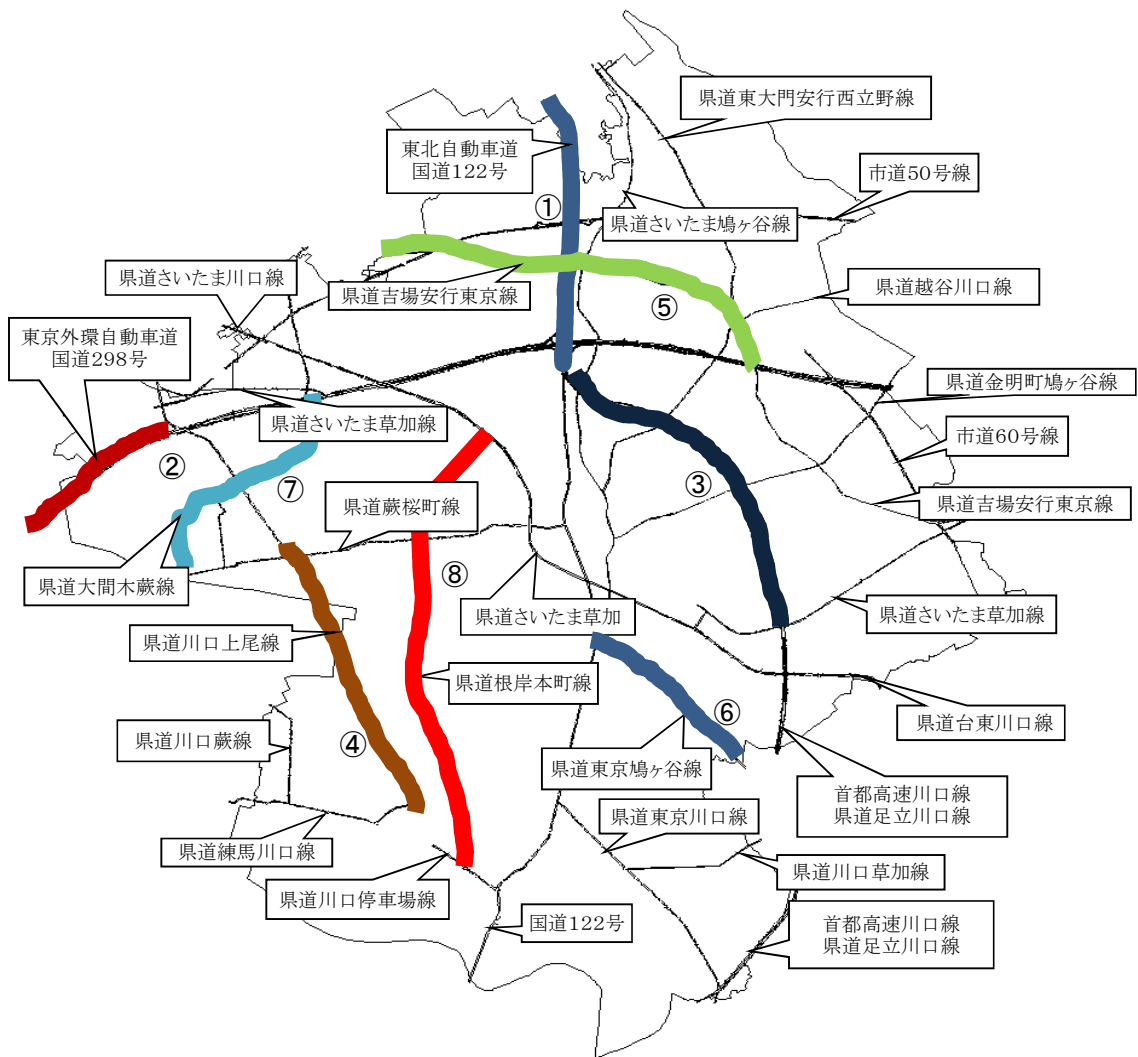 県道東大門安行西立野線
東北自動車道
国道122号
市道50号線
①
県道さいたま鳩ヶ谷線
県道さいたま川口線
県道吉場安行東京線
県道越谷川口線
⑤
東京外環自動車道
国道298号
県道金明町鳩ヶ谷線
県道さいたま草加線
市道60号線
②
⑦
③
県道蕨桜町線
県道吉場安行東京線
⑧
県道大間木蕨線
県道さいたま草加
県道さいたま草加線
県道川口上尾線
県道根岸本町線
⑥
県道台東川口線
県道川口蕨線
④
県道東京鳩ヶ谷線
首都高速川口線
県道足立川口線
県道東京川口線
県道練馬川口線
県道川口草加線
県道川口停車場線
国道122号
首都高速川口線
県道足立川口線